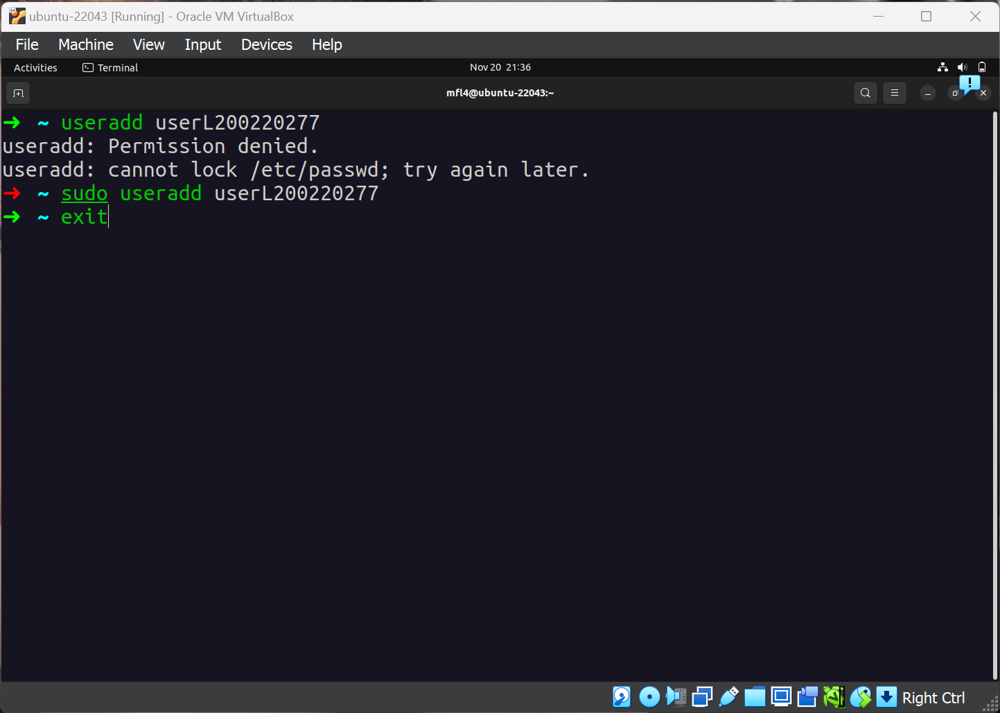 ubuntu-22043 [Running] - Oracle VM VirtualBox
File Machine View Input Devices Help
Activities Terminal Nov 20 21:36
mfl4@ubuntu-22043:~
➜ ~ useradd userL200220277
useradd: Permission denied.
useradd: cannot lock /etc/passwd; try again later.
➜ ~ sudo useradd userL200220277
➜ ~ exit
Right Ctrl